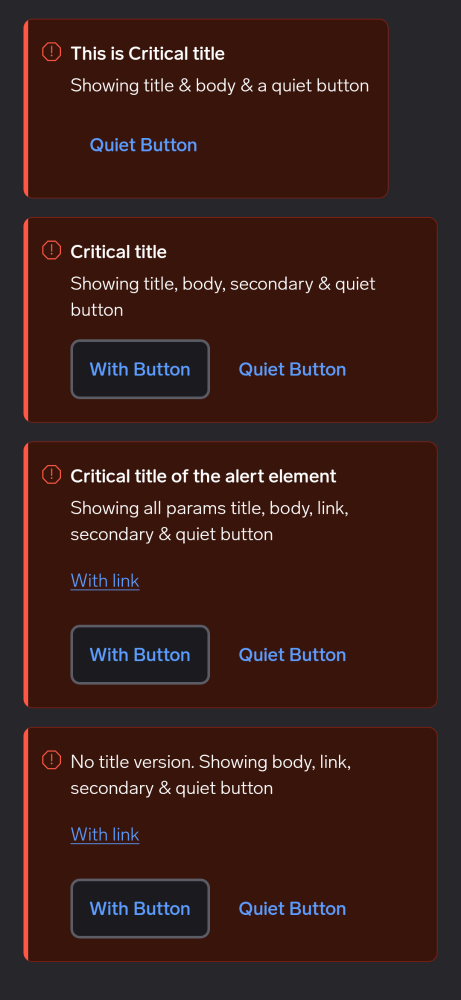 This is Critical title
Showing title & body & a quiet button
Quiet Button
Critical title
Showing title, body, secondary & quiet
button
With Button
Quiet Button
Critical title of the alert element
Showing all params title, body, link,
secondary & quiet button
With link
With Button
Quiet Button
No title version. Showing body, link,
secondary & quiet button
With link
With Button
Quiet Button